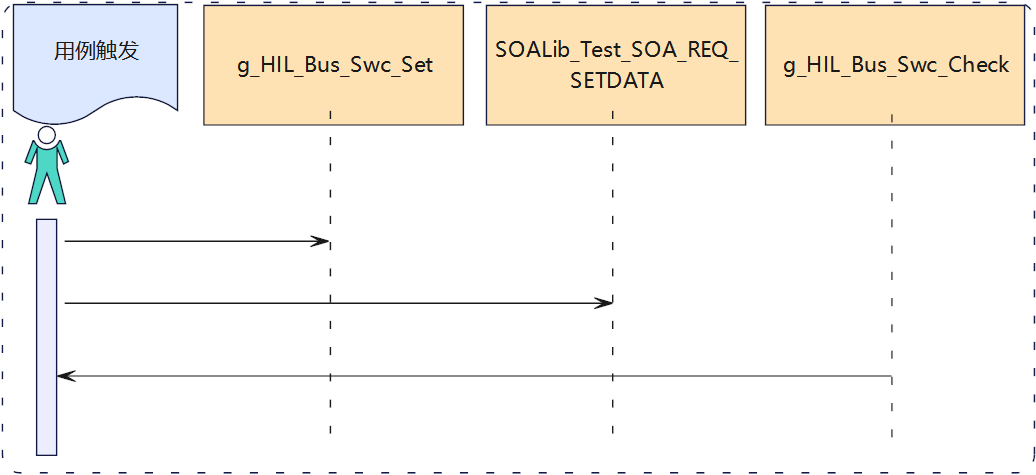 用例触发
g_HIL_Bus_Swc_Set
SOALib_Test_SOA_REQ_
SETDATA
g_HIL_Bus_Swc_Check